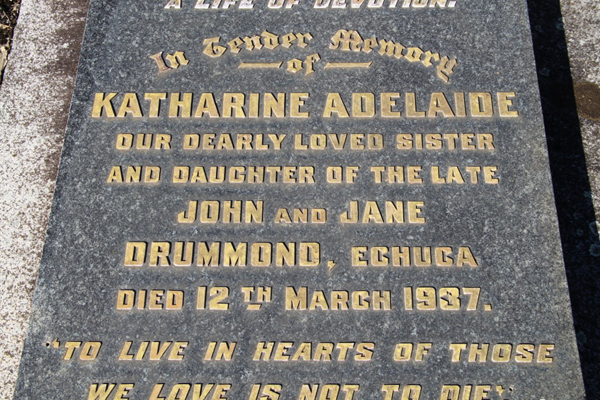 A LIFE OF DEVOTION.
In Tender Memory
of
KATHARINE ADELAIDE
OUR DEARLY LOVED SISTER
AND DAUGHTER OF THE LATE
JOHN AND JANE
DRUMMOND, ECHUCA
DIED 12TH MARCH 1937.
"TO LIVE IN HEARTS OF THOSE
WE LOVE IS NOT TO DIE".